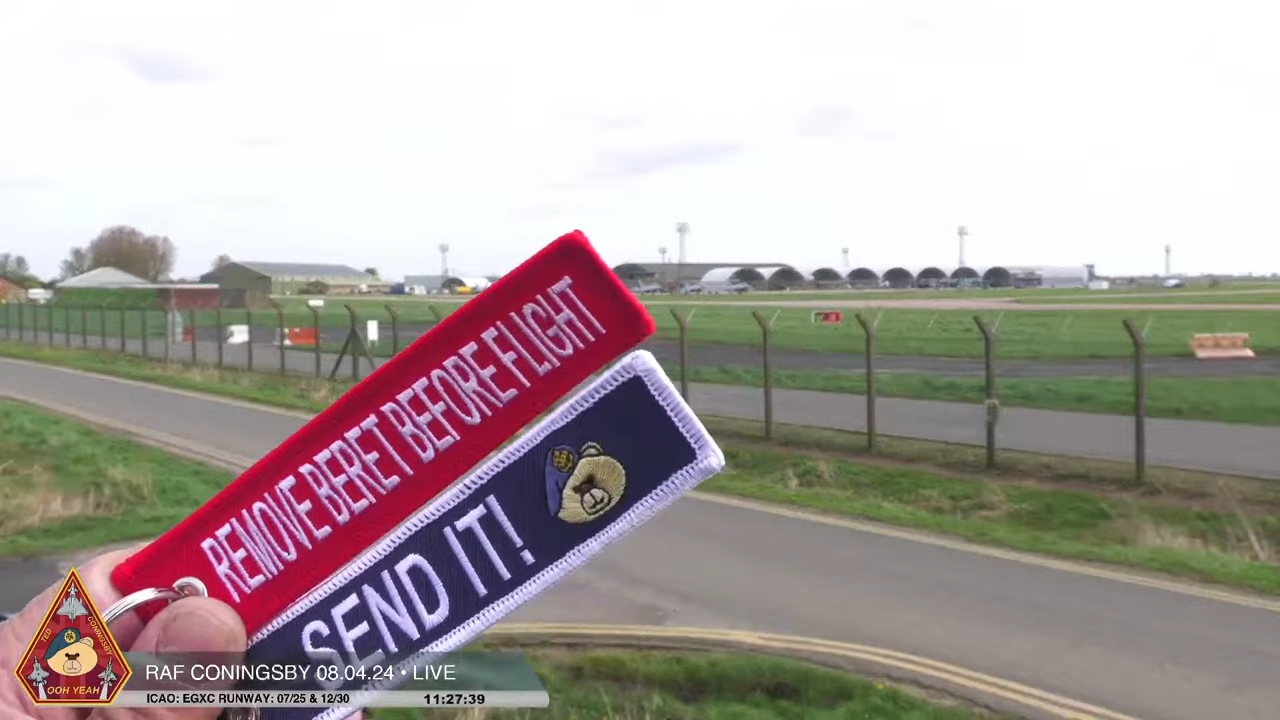 REMOVE BERET BEFORE FLIGHT
SEND IT!
TED CONINGSBY
OOH YEAH
RAF CONINGSBY 08.04.24 • LIVE
ICAO: EGXC RUNWAY: 07/25 & 12/30
11:27:39